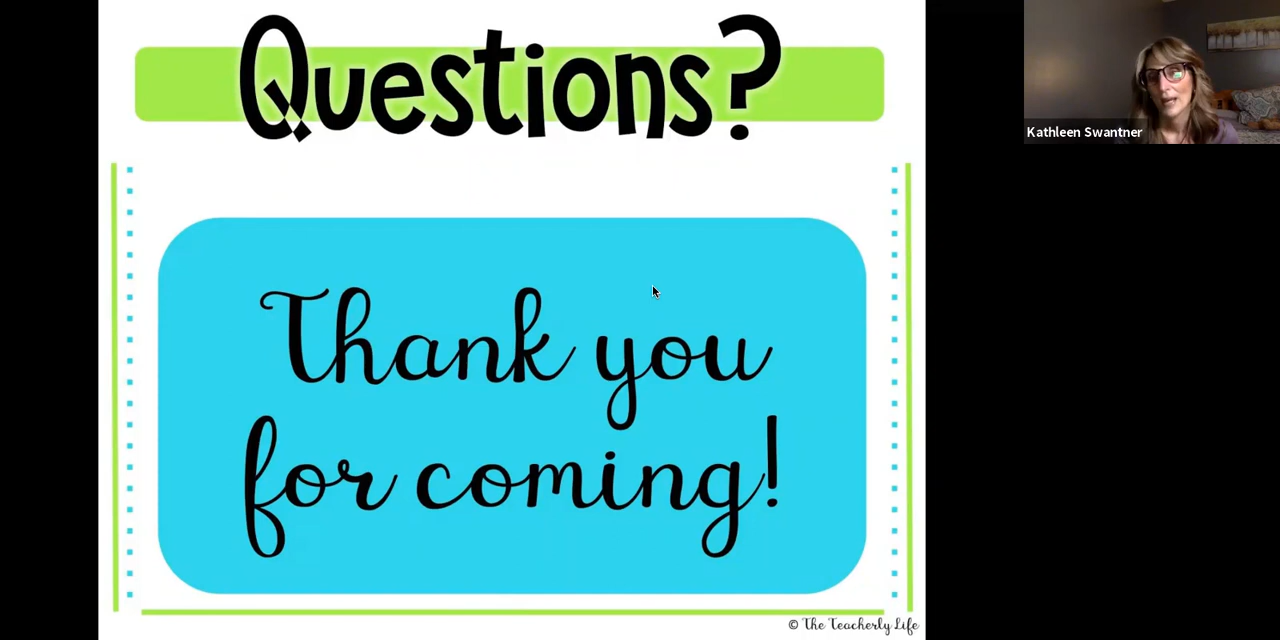 Questions?
Kathleen Swantner
Thank you
for coming!
© The Teacherly Life